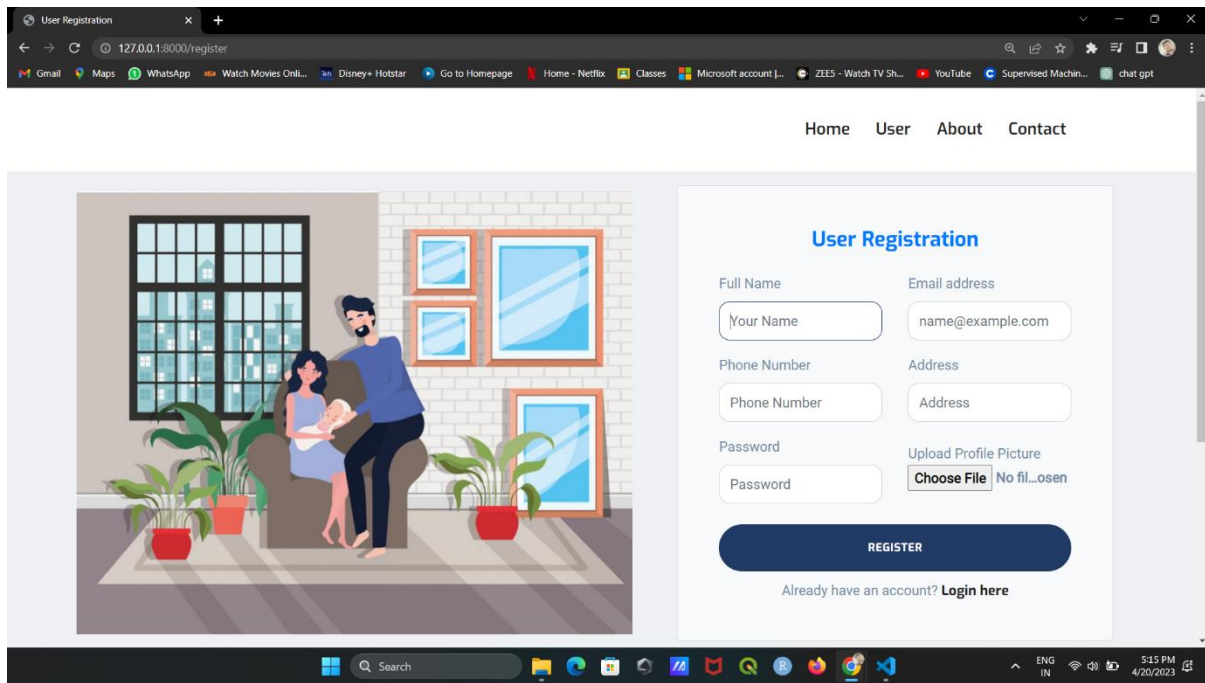 User Registration
127.0.0.1:8000/register
Gmail Maps WhatsApp Watch Movies Onli... Disney+ Hotstar Go to Homepage Home - Netflix Classes Microsoft account |... ZEE5 - Watch TV Sh... YouTube Supervised Machin... chat gpt
Home User About Contact
User Registration
Full Name Email address
Your Name name@example.com
Phone Number Address
Phone Number Address
Password Upload Profile Picture
Password Choose File No fil...osen
REGISTER
Already have an account? Login here
Search
ENG
IN
5:15 PM
4/20/2023